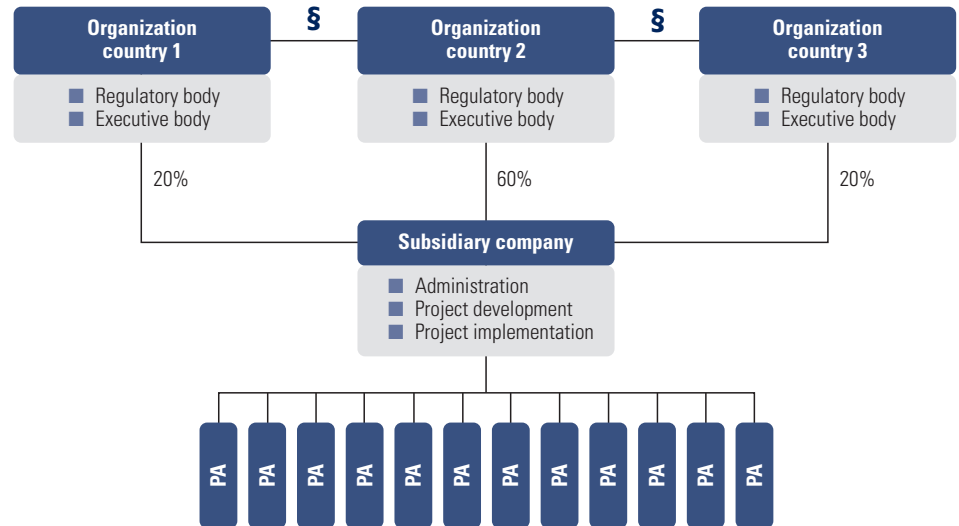 §
§
Organization
country 1
Organization
country 2
Organization
country 3
■ Regulatory body
■ Executive body
■ Regulatory body
■ Executive body
■ Regulatory body
■ Executive body
20%
60%
20%
Subsidiary company
■ Administration
■ Project development
■ Project implementation
PA
PA
PA
PA
PA
PA
PA
PA
PA
PA
PA
PA